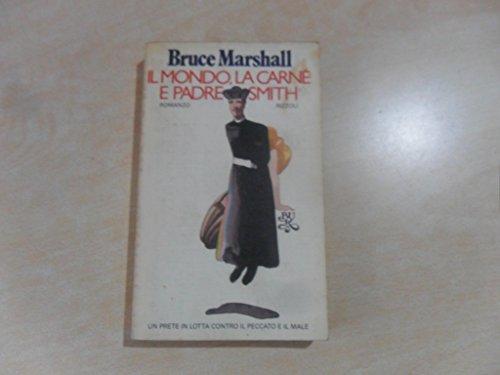 Bruce Marshall
IL MONDO, LA CARNE
E PADRE SMITH
ROMANZO RIZZOLI
BUR
UN PRETE IN LOTTA CONTRO IL PECCATO E IL MALE